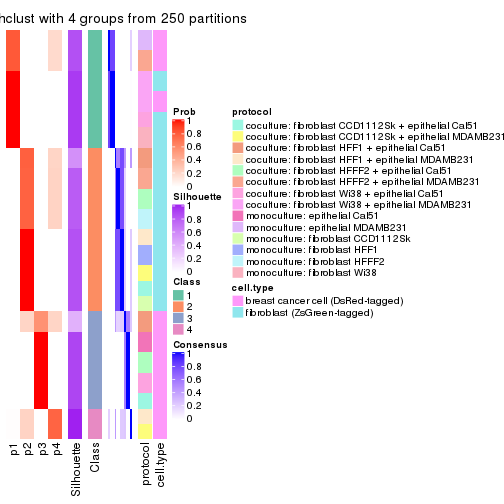 hclust with 4 groups from 250 partitions
Prob
1
0.8
0.6
0.4
0.2
0
Silhouette
1
0.8
0.6
0.4
0.2
0
Class
1
2
3
4
Consensus
1
0.8
0.6
0.4
0.2
0
protocol
coculture: fibroblast CCD1112Sk + epithelial Cal51
coculture: fibroblast CCD1112Sk + epithelial MDAMB231
coculture: fibroblast HFF1 + epithelial Cal51
coculture: fibroblast HFF1 + epithelial MDAMB231
coculture: fibroblast HFFF2 + epithelial Cal51
coculture: fibroblast HFFF2 + epithelial MDAMB231
coculture: fibroblast Wi38 + epithelial Cal51
coculture: fibroblast Wi38 + epithelial MDAMB231
monoculture: epithelial Cal51
monoculture: epithelial MDAMB231
monoculture: fibroblast CCD1112Sk
monoculture: fibroblast HFF1
monoculture: fibroblast HFFF2
monoculture: fibroblast Wi38
cell.type
breast cancer cell (DsRed-tagged)
fibroblast (ZsGreen-tagged)
p1
p2
p3
p4
Silhouette
Class
protocol
cell.type